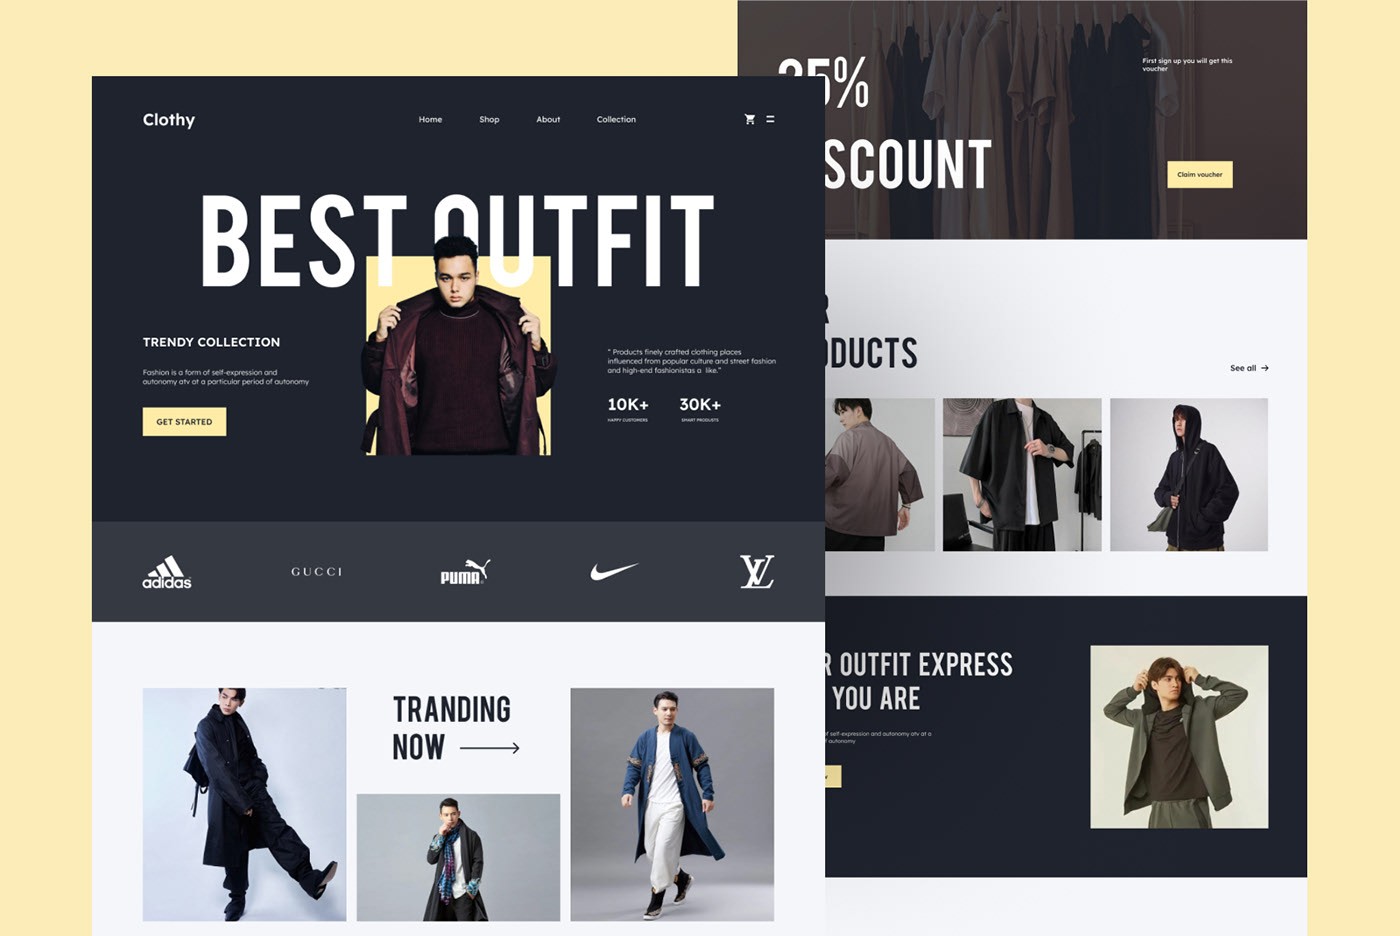 Clothy
Home
Shop
About
Collection
BEST OUTFIT
TRENDY COLLECTION
Fashion is a form of self-expression and
autonomy atv at a particular period of autonomy
GET STARTED
" Products finely crafted clothing places
influenced from popular culture and street fashion
and high-end fashionistas a  like."
10K+
30K+
HAPPY CUSTOMERS
SMART PRODUSTS
adidas
GUCCI
PUMA
LV
TRANDING
NOW
35%
SCOUNT
First sign up you will get this
voucher
Claim voucher
R
DUCTS
See all
R OUTFIT EXPRESS
YOU ARE
f self-expression and autonomy atv at a
autonomy